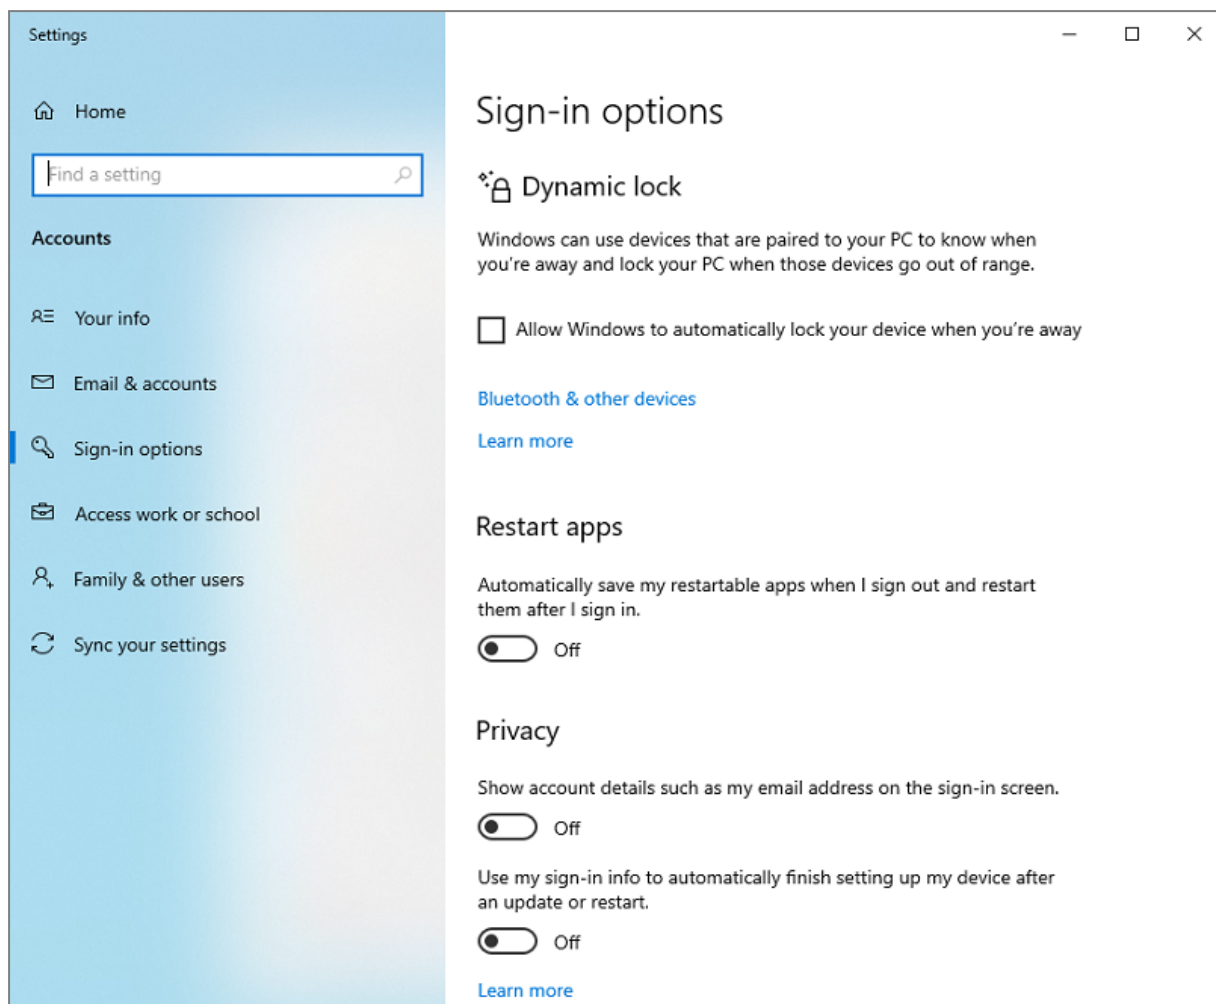 Settings
Home
Find a setting
Accounts
Your info
Email & accounts
Sign-in options
Access work or school
Family & other users
Sync your settings
Sign-in options
Dynamic lock
Windows can use devices that are paired to your PC to know when
you're away and lock your PC when those devices go out of range.
Allow Windows to automatically lock your device when you're away
Bluetooth & other devices
Learn more
Restart apps
Automatically save my restartable apps when I sign out and restart
them after I sign in.
Off
Privacy
Show account details such as my email address on the sign-in screen.
Off
Use my sign-in info to automatically finish setting up my device after
an update or restart.
Off
Learn more